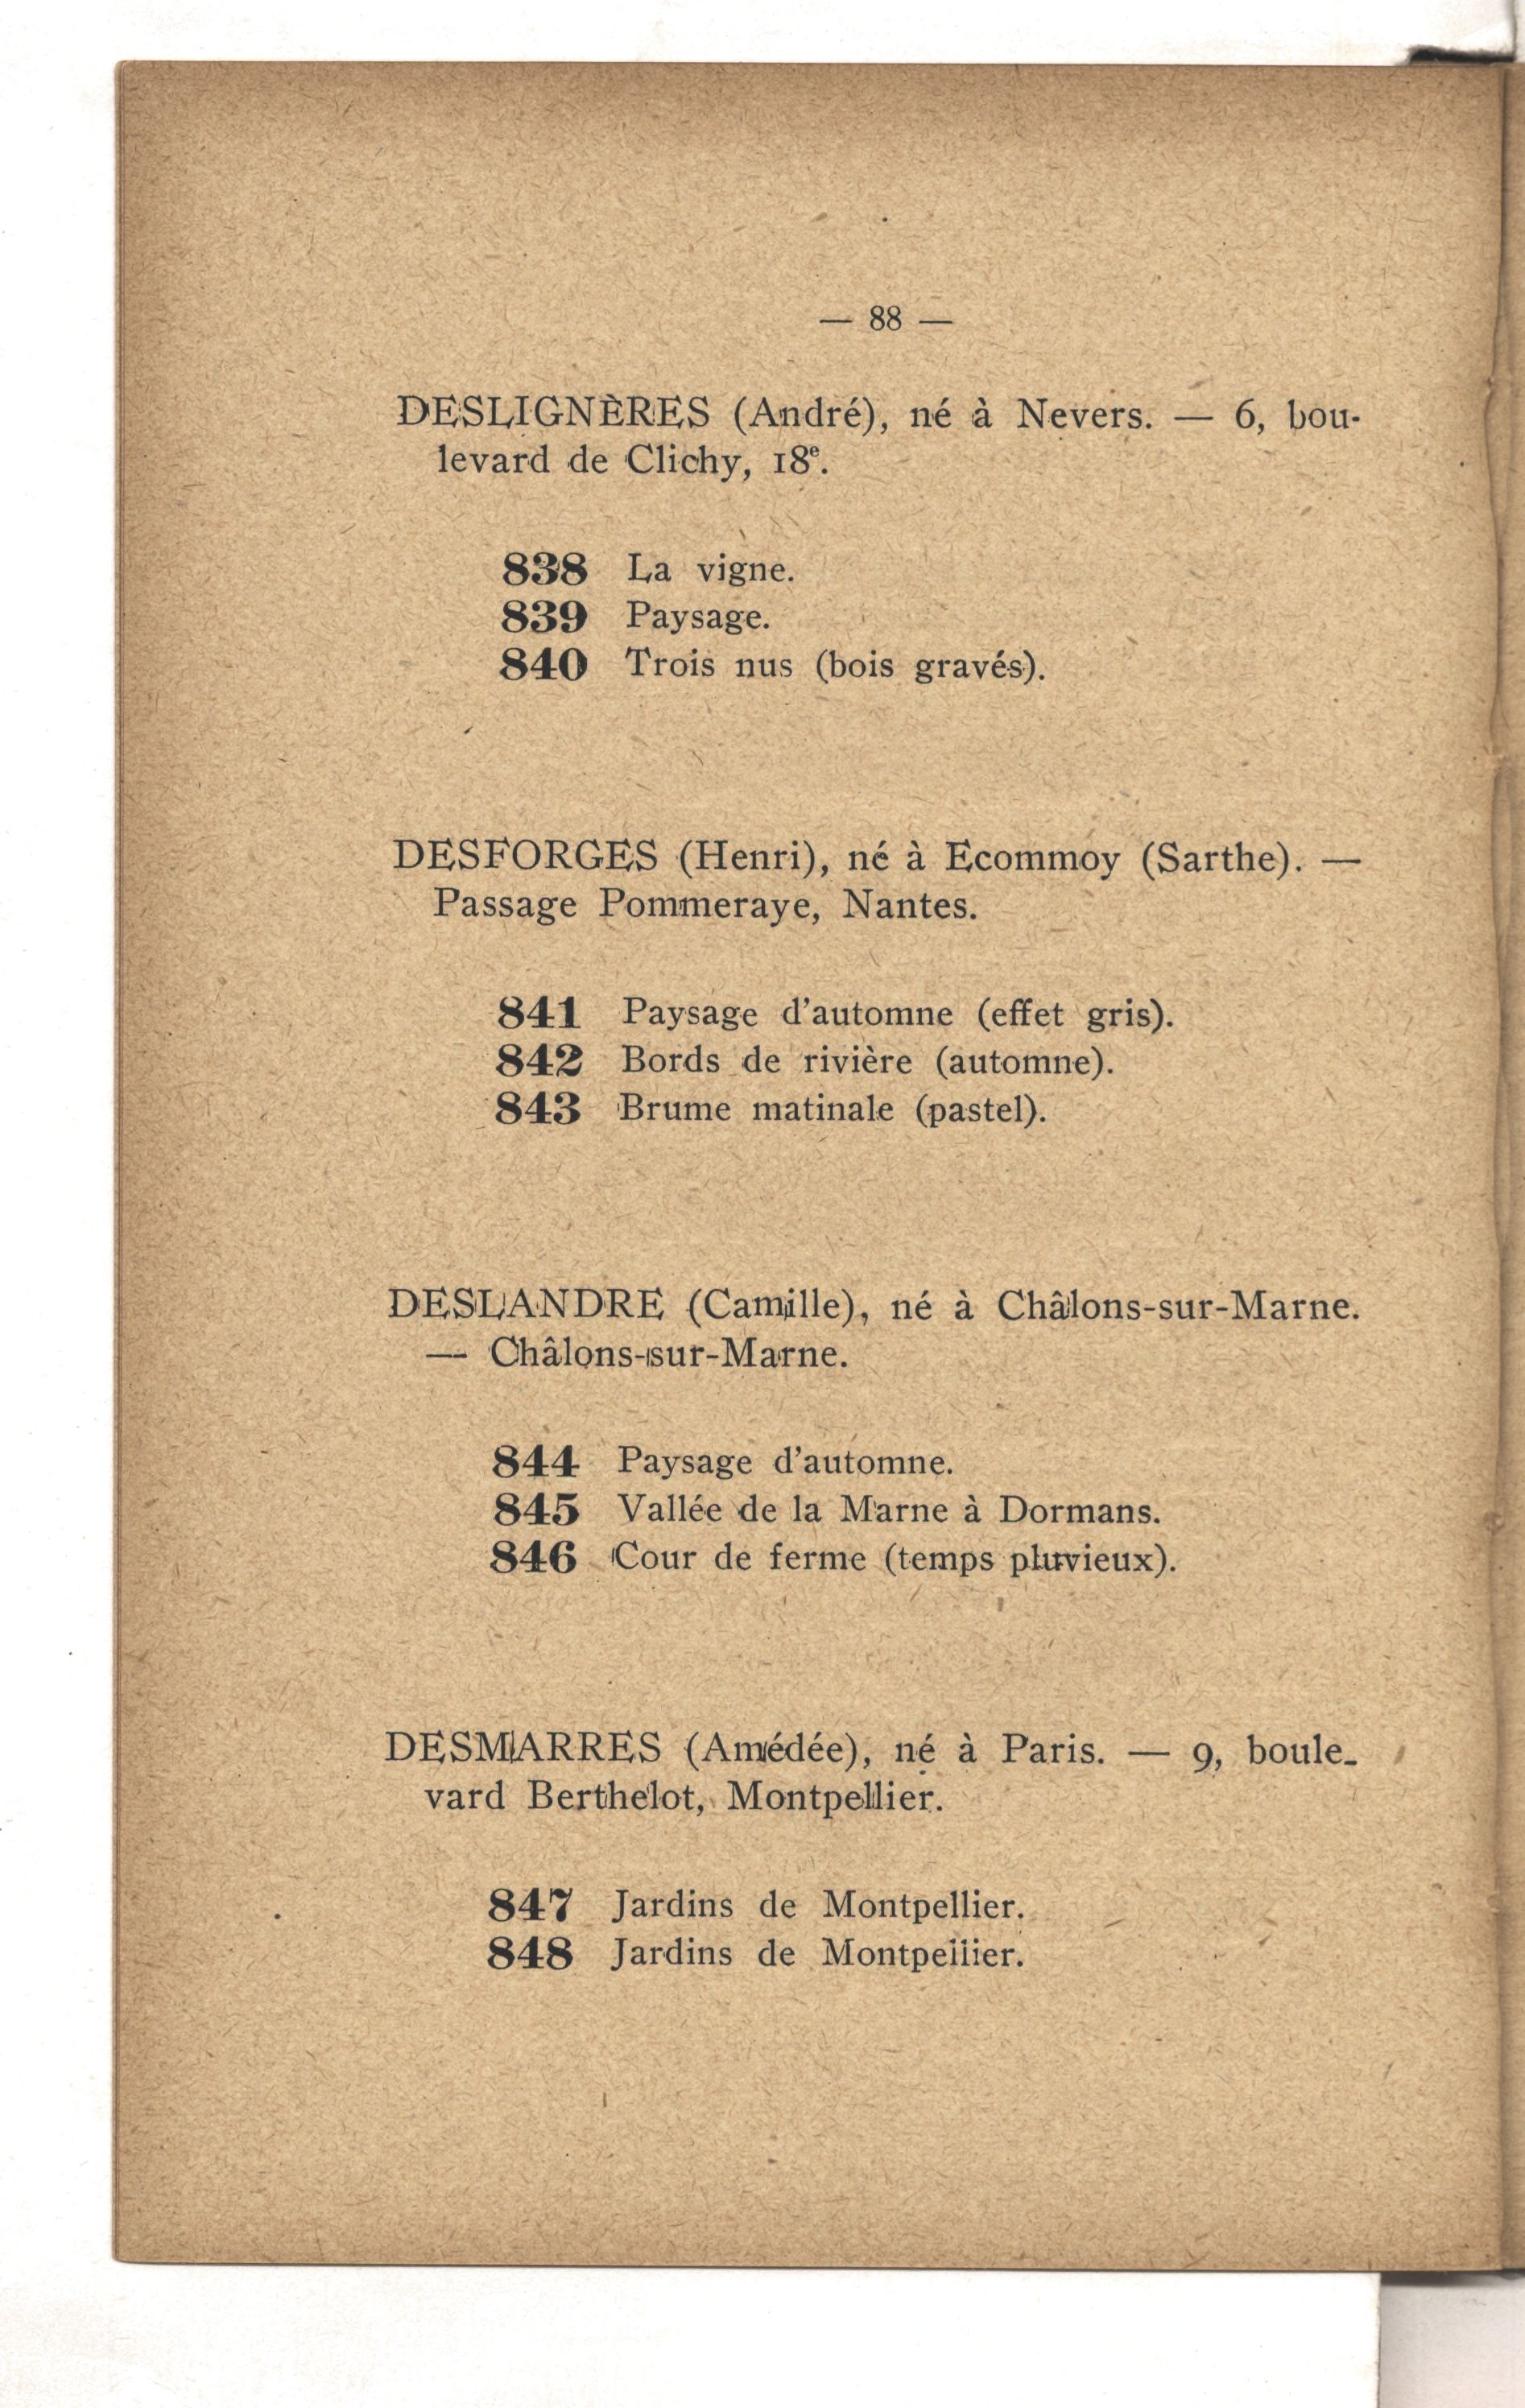 — 88 —
DESLIGNÈRES (André), né à Nevers. — 6, bou-
levard de Clichy, 18e.
838 La vigne.
839 Paysage.
840 Trois nus (bois gravés).
DESFORGES (Henri), né à Ecommoy (Sarthe). —
Passage Pommeraye, Nantes.
841 Paysage d'automne (effet gris).
842 Bords de rivière (automne).
843 Brume matinale (pastel).
DESLANDRE (Camille), né à Châlons-sur-Marne.
— Châlons-sur-Marne.
844 Paysage d'automne.
845 Vallée de la Marne à Dormans.
846 Cour de ferme (temps pluvieux).
DESMARRES (Amédée), né à Paris. — 9, boule-
vard Berthelot, Montpellier.
847 Jardins de Montpellier.
848 Jardins de Montpellier.